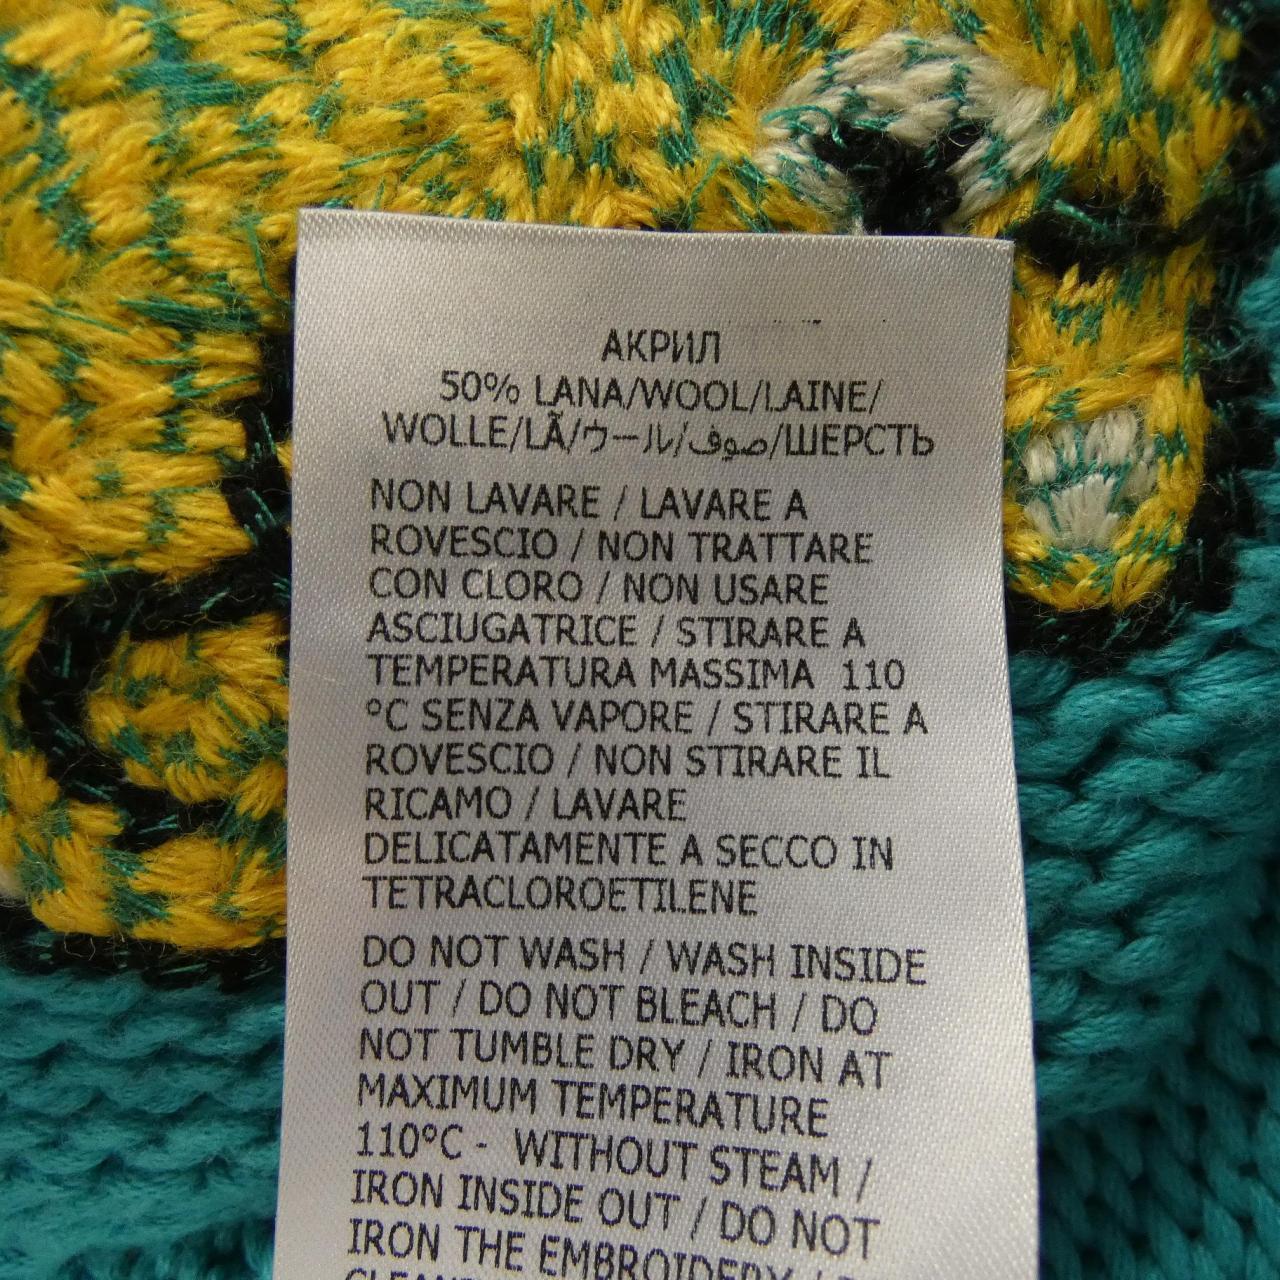 АКРИЛ
50% LANA/WOOL/LAINE/
WOLLE/LÃ/ウール/صوف/ШЕРСТЬ
NON LAVARE / LAVARE A
ROVESCIO / NON TRATTARE
CON CLORO / NON USARE
ASCIUGATRICE / STIRARE A
TEMPERATURA MASSIMA 110
°C SENZA VAPORE / STIRARE A
ROVESCIO / NON STIRARE IL
RICAMO / LAVARE
DELICATAMENTE A SECCO IN
TETRACLOROETILENE
DO NOT WASH / WASH INSIDE
OUT / DO NOT BLEACH / DO
NOT TUMBLE DRY / IRON AT
MAXIMUM TEMPERATURE
110°C - WITHOUT STEAM /
IRON INSIDE OUT / DO NOT
IRON THE EMBROIDERY /